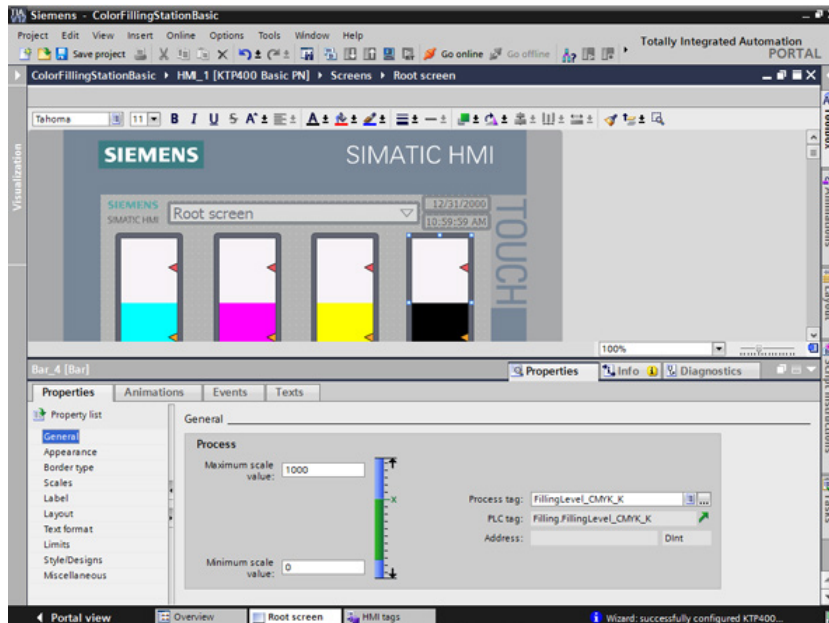 Siemens - ColorFillingStationBasic
Project Edit View Insert Online Options Tools Window Help
Totally Integrated Automation
PORTAL
Save project Go online Go offline
ColorFillingStationBasic HMI_1 [KTP400 Basic PN] Screens Root screen
Toolbox
Tahoma 11 B I U S A
Visualization
Animations
SIEMENS SIMATIC HMI
SIEMENS
SIMATIC HMI
Root screen
12/31/2000
10:59:59 AM
TOUCH
Layout
100%
Bar_4 [Bar]
Properties Info Diagnostics
Properties Animations Events Texts
Property list
General
Appearance
Border type
Scales
Label
Layout
Text format
Limits
Style/Designs
Miscellaneous
General
Process
Maximum scale value: 1000
x
Process tag: FillingLevel_CMYK_K
PLC tag: Filling.FillingLevel_CMYK_K
Address: DInt
Minimum scale value: 0
Tasks
Portal view Overview Root screen HMI tags Wizard: successfully configured KTP400...